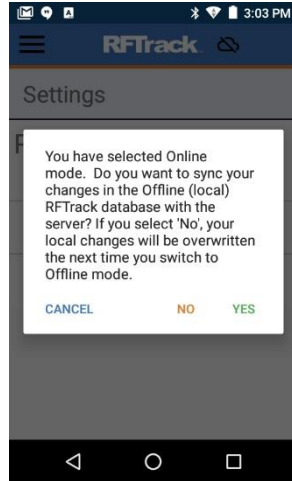 3:03 PM
RFTrack
Settings
You have selected Online
mode. Do you want to sync your
changes in the Offline (local)
RFTrack database with the
server? If you select 'No', your
local changes will be overwritten
the next time you switch to
Offline mode.
CANCEL NO YES